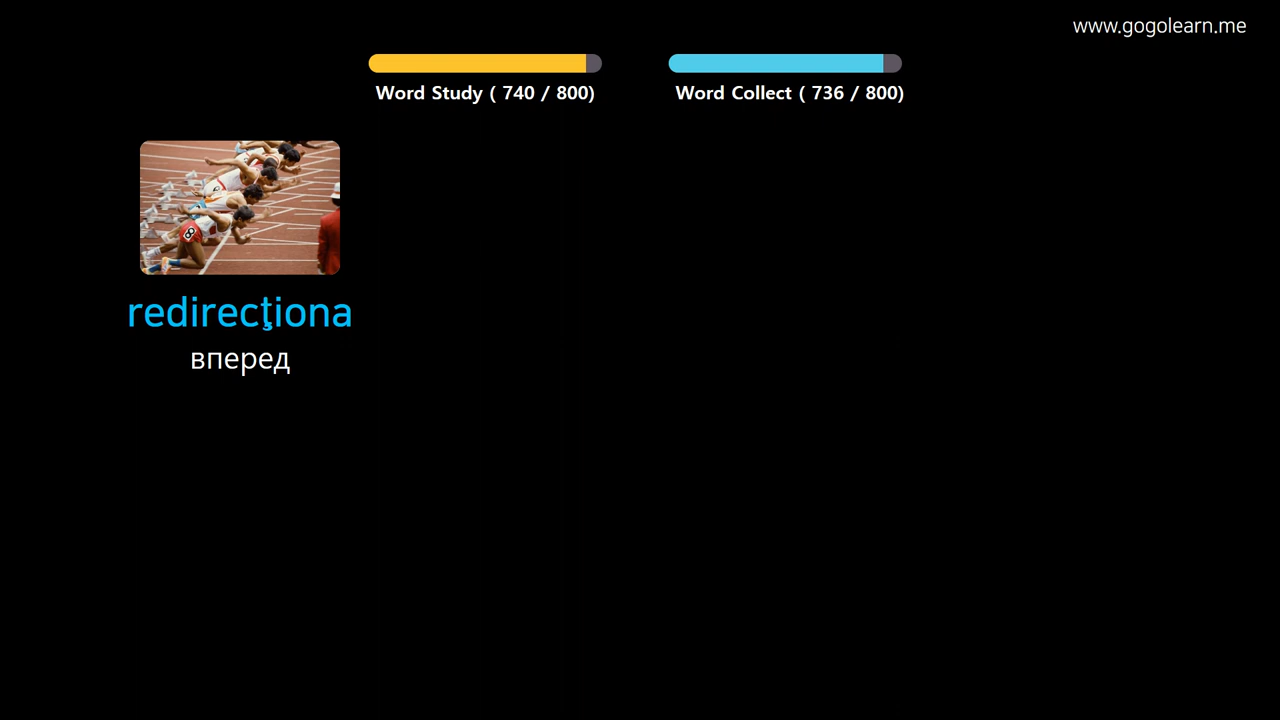 www.gogolearn.me
Word Study ( 740 / 800)
Word Collect ( 736 / 800)
redirecţiona
вперед